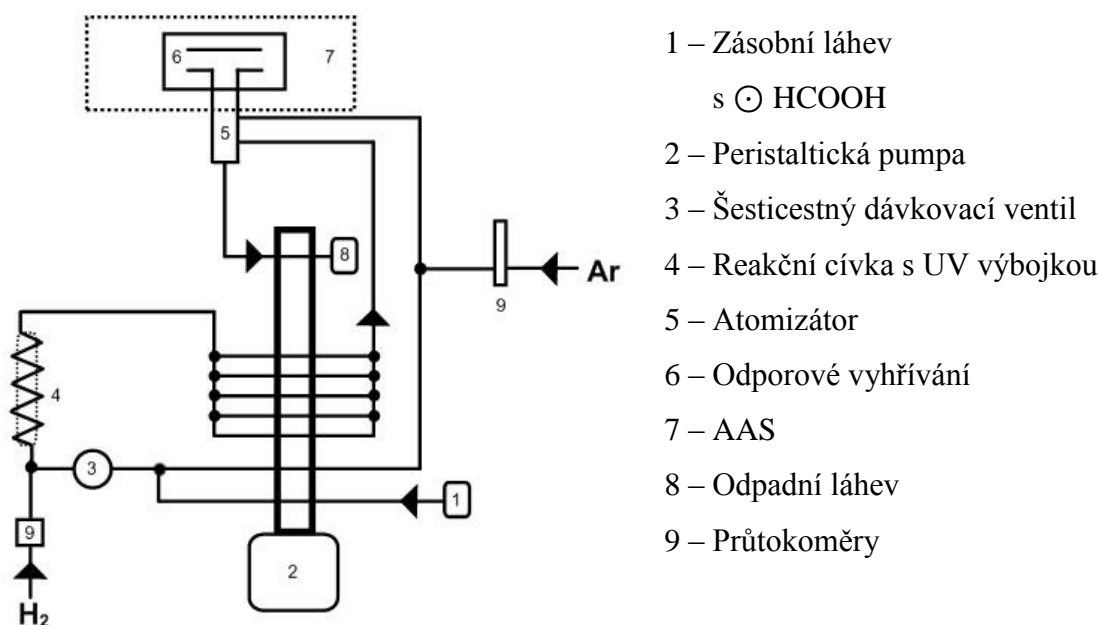 6
7
5
8
Ar
9
4
3
1
9
2
H₂
1 – Zásobní láhev
s ⊙ HCOOH
2 – Peristaltická pumpa
3 – Šesticestný dávkovací ventil
4 – Reakční cívka s UV výbojkou
5 – Atomizátor
6 – Odporové vyhřívání
7 – AAS
8 – Odpadní láhev
9 – Průtokoměry